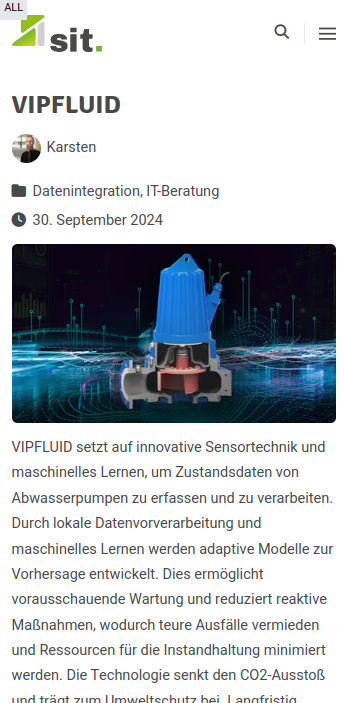 ALL
sit.
VIPFLUID
Karsten
Datenintegration, IT-Beratung
30. September 2024
VIPFLUID setzt auf innovative Sensortechnik und
maschinelles Lernen, um Zustandsdaten von
Abwasserpumpen zu erfassen und zu verarbeiten.
Durch lokale Datenvorverarbeitung und
maschinelles Lernen werden adaptive Modelle zur
Vorhersage entwickelt. Dies ermöglicht
vorausschauende Wartung und reduziert reaktive
Maßnahmen, wodurch teure Ausfälle vermieden
und Ressourcen für die Instandhaltung minimiert
werden. Die Technologie senkt den CO2-Ausstoß
und trägt zum Umweltschutz bei. Langfristig